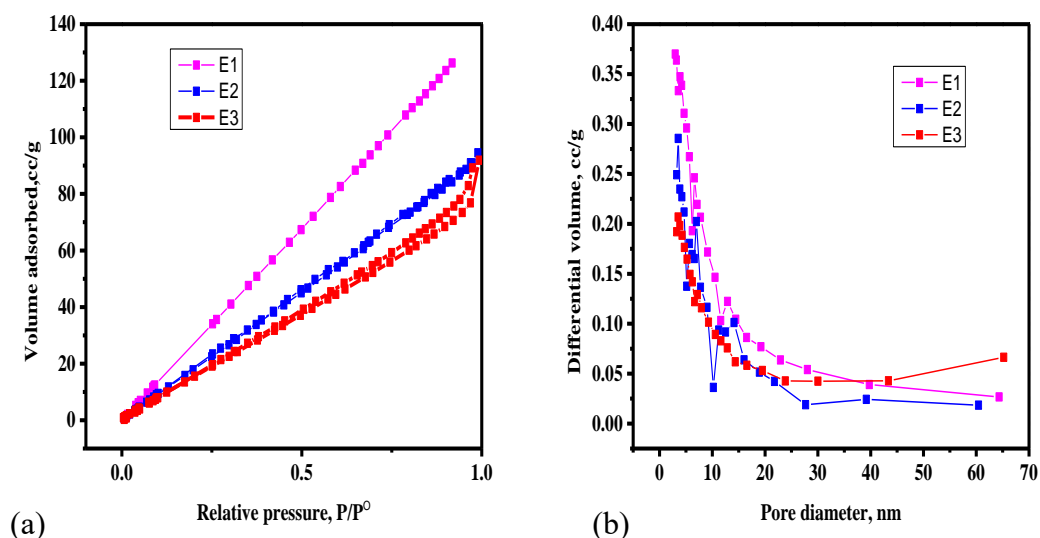 140
120
100
80
60
40
20
0
Volume adsorbed,cc/g
E1
E2
E3
0.0
0.5
1.0
Relative pressure, P/P^O
(a)
0.40
0.35
0.30
0.25
0.20
0.15
0.10
0.05
0.00
Differential volume, cc/g
E1
E2
E3
0
10
20
30
40
50
60
70
Pore diameter, nm
(b)